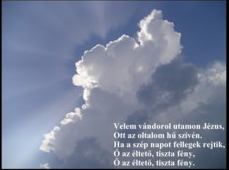 Velem vándorol utamon Jézus,
Ott az oltalom hű szívén.
Ha a szép napot fellegek rejtik,
Ő az éltető, tiszta fény,
Ő az éltető, tiszta fény.